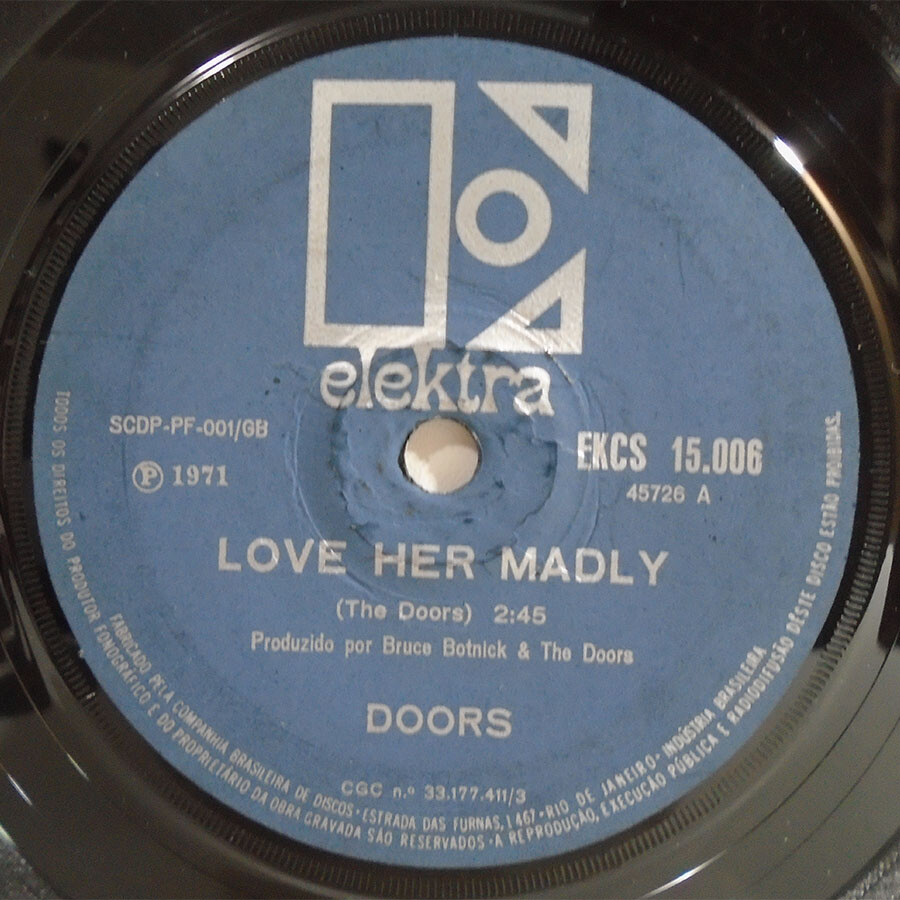 elektra
SCDP-PF-001/GB
℗ 1971
EKCS 15.006
45726 A
LOVE HER MADLY
(The Doors) 2:45
Produzido por Bruce Botnick & The Doors
DOORS
CGC n.º 33.177.411/3
FABRICADO PELA COMPANHIA BRASILEIRA DE DISCOS · ESTRADA DAS FURNAS, 1.467 · RIO DE JANEIRO · INDÚSTRIA BRASILEIRA
TODOS OS DIREITOS DO PRODUTOR FONOGRÁFICO E DO PROPRIETÁRIO DA OBRA GRAVADA SÃO RESERVADOS · A REPRODUÇÃO, EXECUÇÃO PÚBLICA E RADIODIFUSÃO DÊSTE DISCO ESTÃO PROIBIDAS.